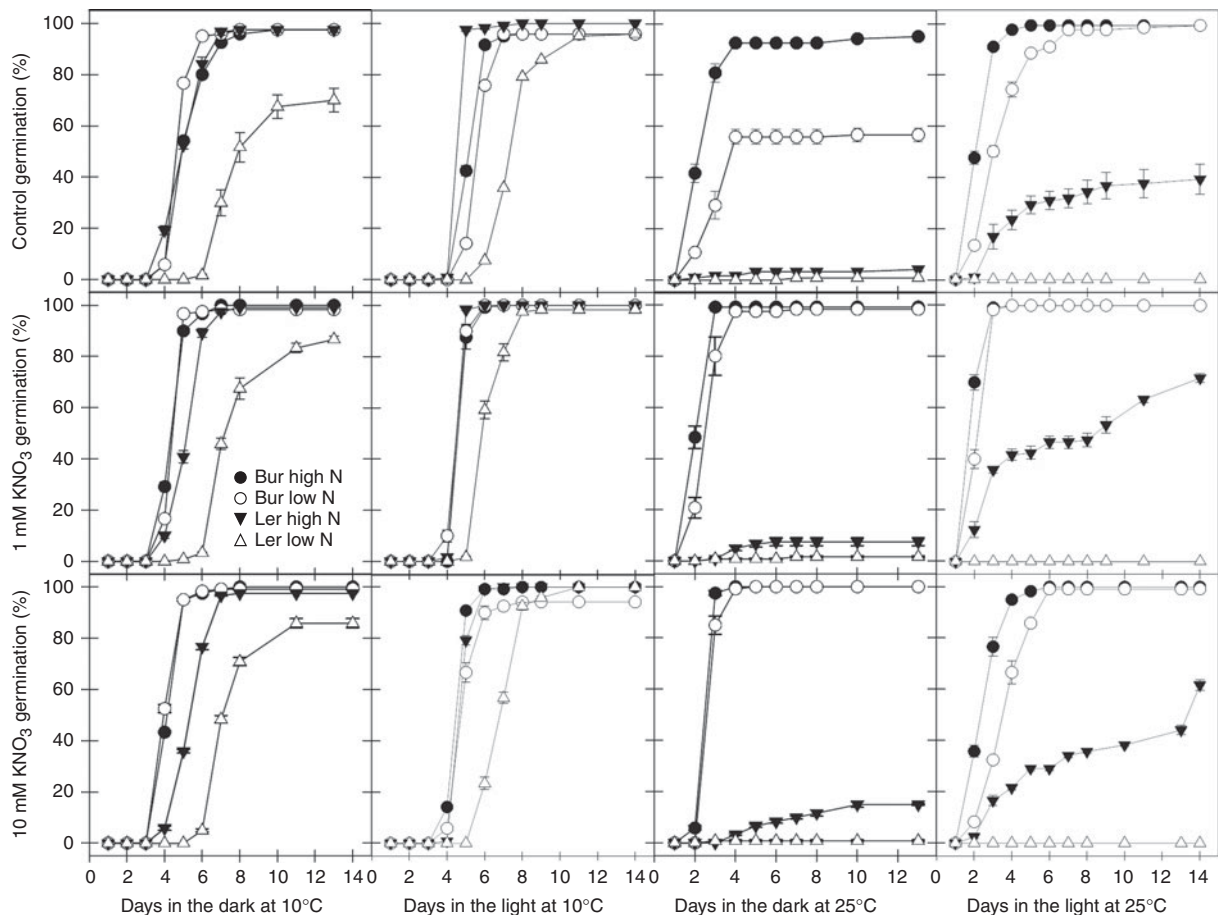 100
80
60
40
20
0
Control germination (%)
100
80
60
40
20
0
1 mM KNO3 germination (%)
Bur high N
Bur low N
Ler high N
Ler low N
100
80
60
40
20
0
10 mM KNO3 germination (%)
0 2 4 6 8 10 12 14
2 4 6 8 10 12 14
0 2 4 6 8 10 12 14
0 2 4 6 8 10 12 14
Days in the dark at 10°C
Days in the light at 10°C
Days in the dark at 25°C
Days in the light at 25°C